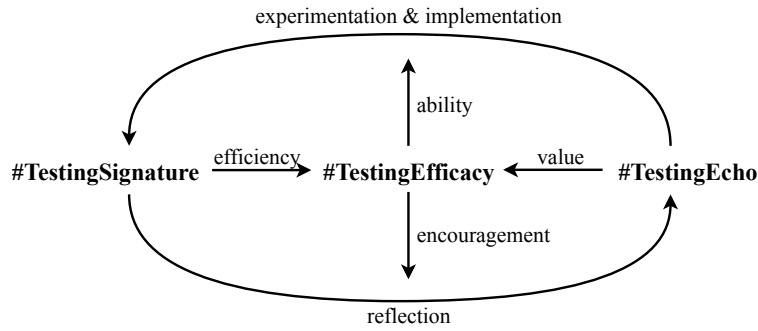 experimentation & implementation
ability
#TestingSignature
efficiency
#TestingEfficacy
value
#TestingEcho
encouragement
reflection